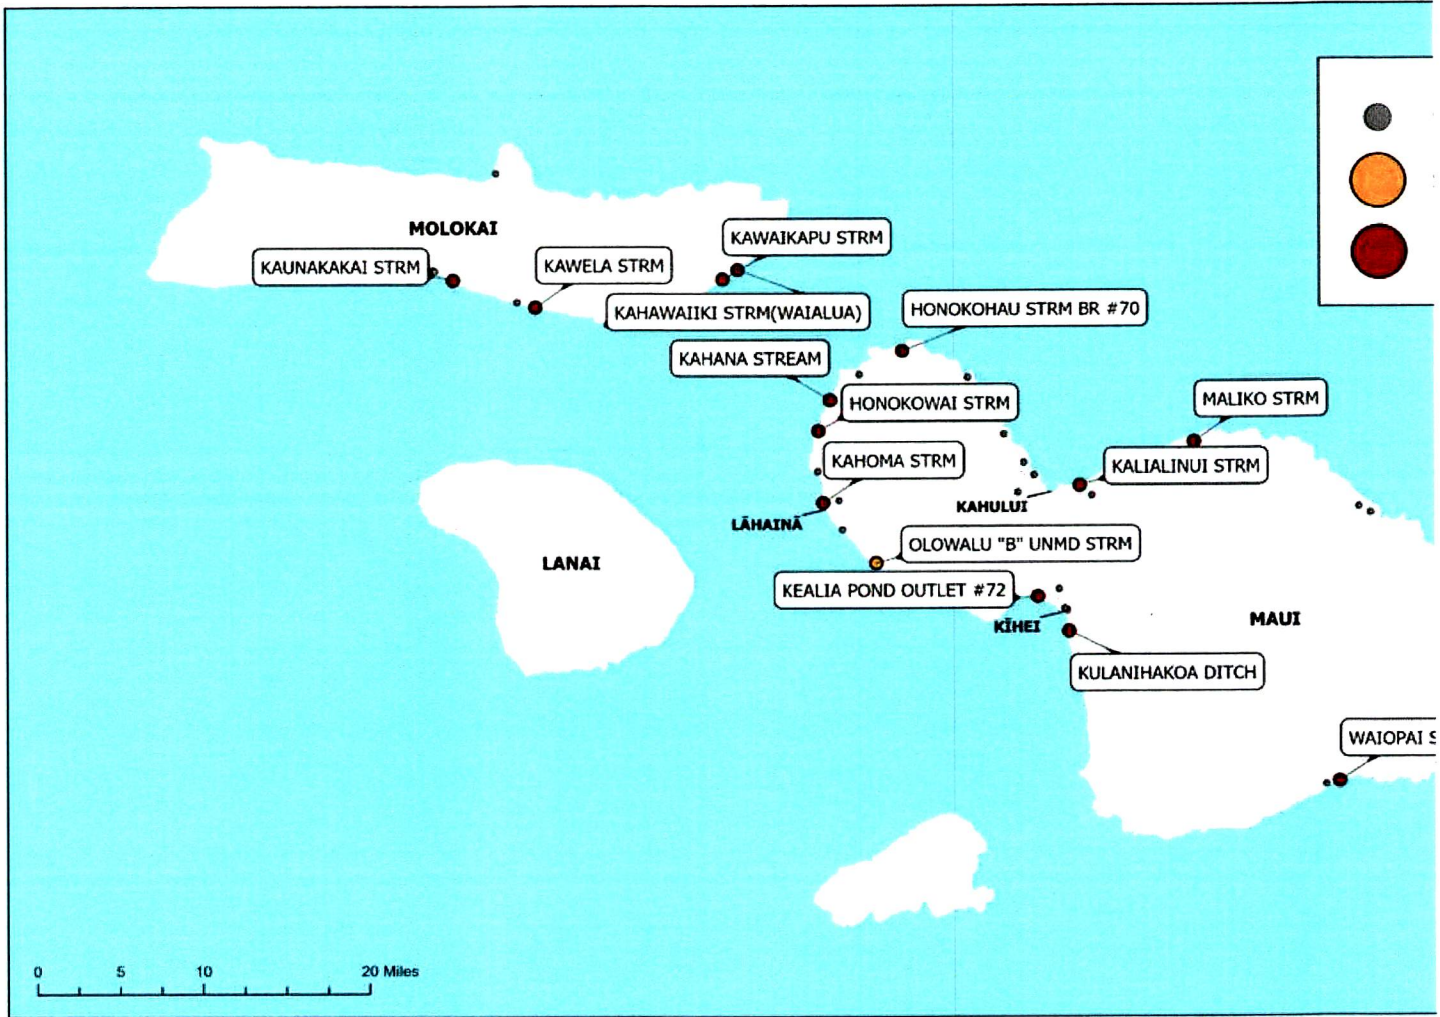 MOLOKAI
KAWAIKAPU STRM
KAUNAKAKAI STRM
KAWELA STRM
KAHAWAIIKI STRM(WAIALUA)
HONOKOHAU STRM BR #70
KAHANA STREAM
HONOKOWAI STRM
MALIKO STRM
KAHOMA STRM
KALIALINUI STRM
KAHULUI
LĀHAINĀ
OLOWALU "B" UNMD STRM
LANAI
KEALIA POND OUTLET #72
KĪHEI
MAUI
KULANIHAKOA DITCH
WAIOPAI S
0 5 10 20 Miles